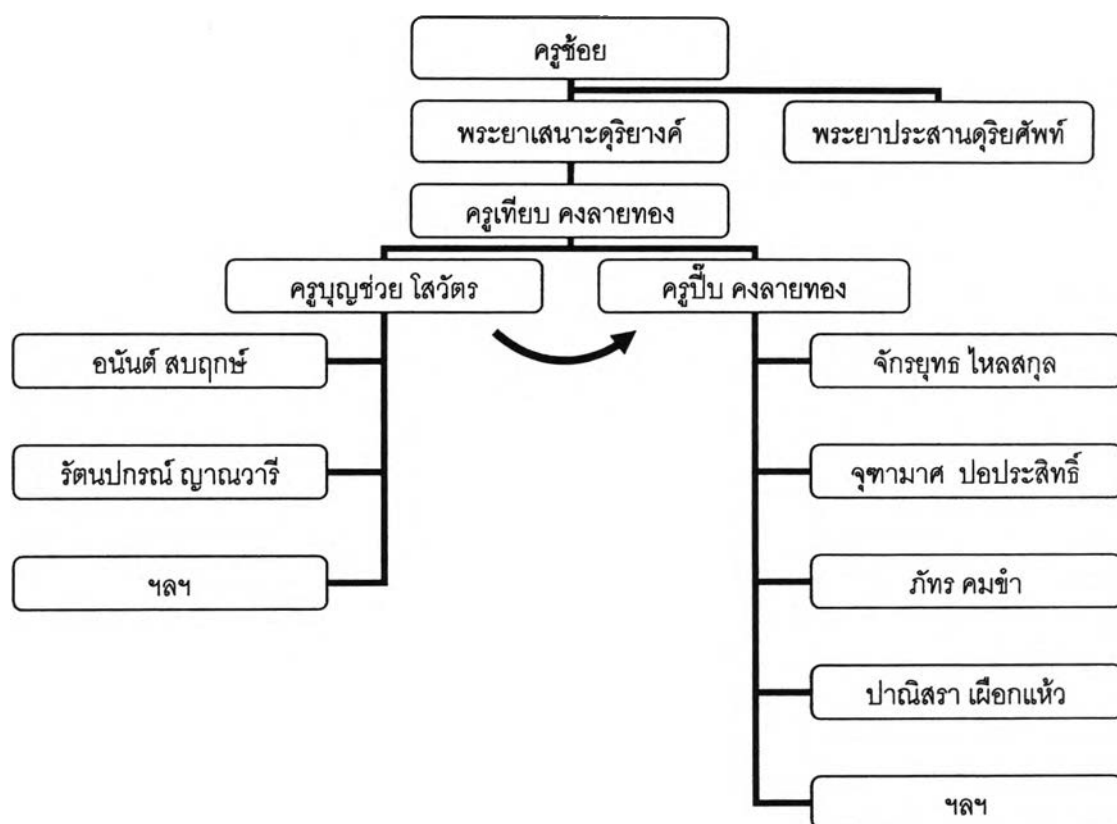 ครูช้อย
พระยาเสนาะดุริยางค์ พระยาประสานดุริยศัพท์
ครูเทียบ คงลายทอง
ครูบุญช่วย โสวัตร ครูปี๊บ คงลายทอง
อนันต์ สบฤกษ์ จักรยุทธ ไหลสกุล
รัตนปกรณ์ ญาณวารี จุฑามาศ ปอประสิทธิ์
ฯลฯ ภัทร คมขำ
ปาณิสรา เผือกแห้ว
ฯลฯ